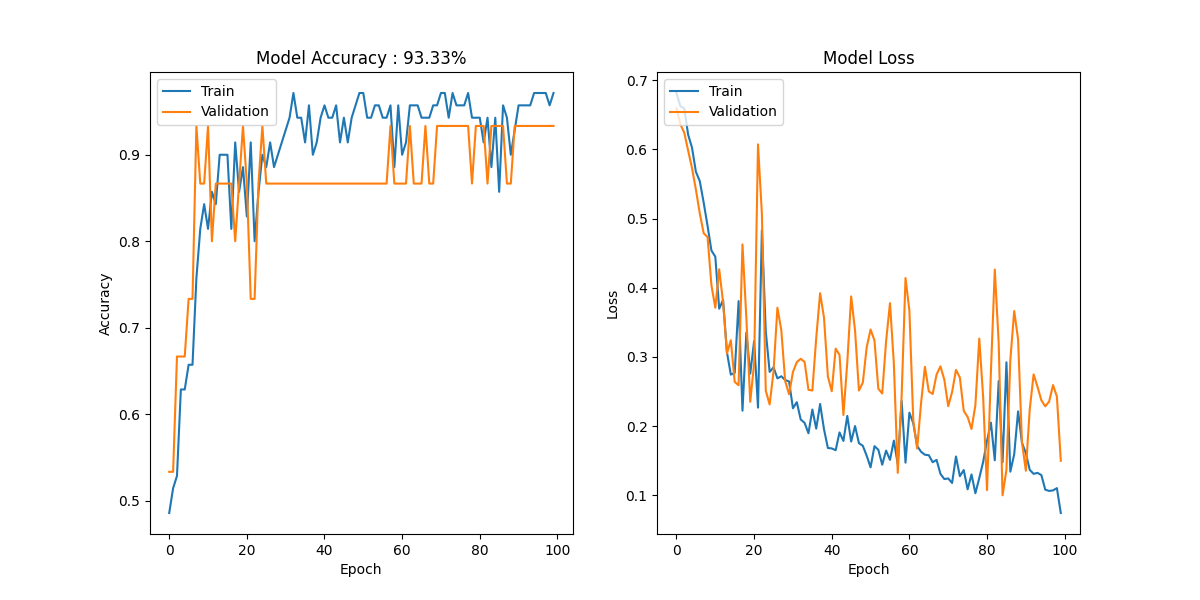 Model Accuracy : 93.33%
Train
Validation
0.9
0.8
0.7
0.6
0.5
Accuracy
0
20
40
60
80
100
Epoch
Model Loss
Train
Validation
0.7
0.6
0.5
0.4
0.3
0.2
0.1
Loss
0
20
40
60
80
100
Epoch